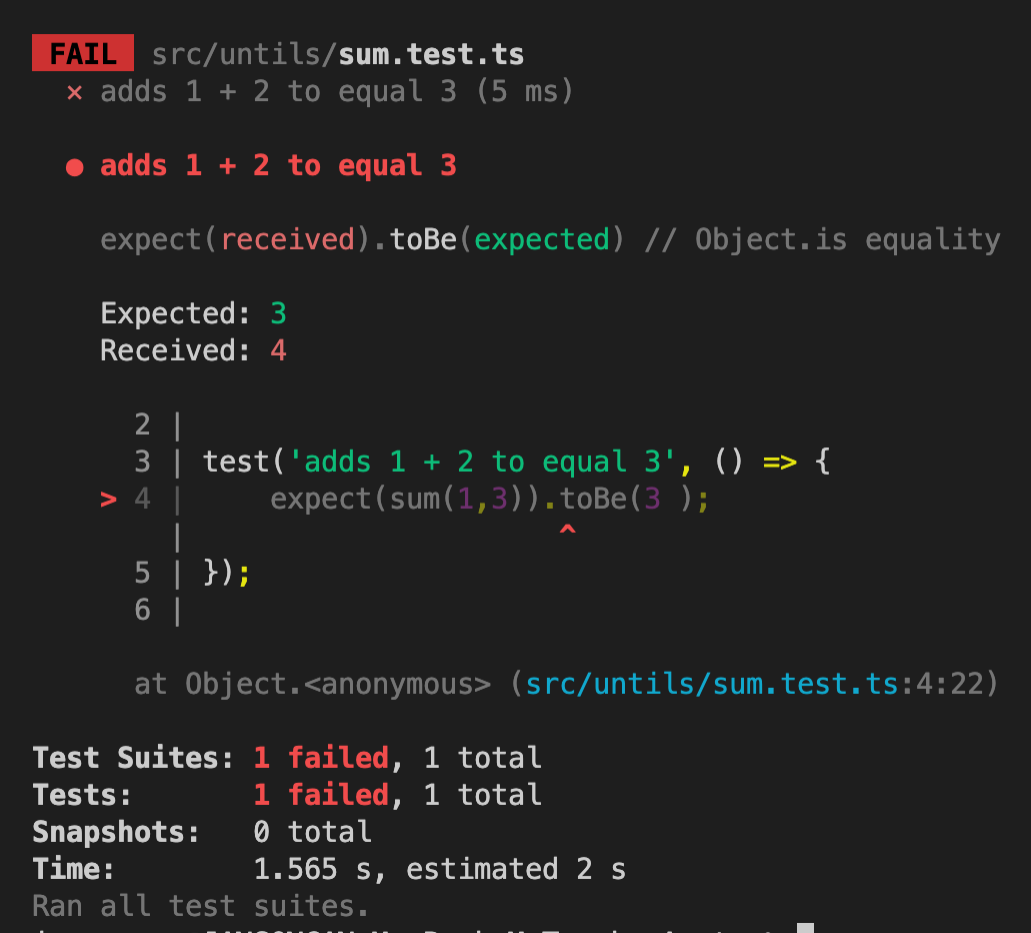 FAIL src/untils/sum.test.ts
× adds 1 + 2 to equal 3 (5 ms)
● adds 1 + 2 to equal 3
expect(received).toBe(expected) // Object.is equality
Expected: 3
Received: 4
2 |
3 | test('adds 1 + 2 to equal 3', () => {
> 4 |     expect(sum(1,3)).toBe(3 );
|                      ^
5 | });
6 |
at Object.<anonymous> (src/untils/sum.test.ts:4:22)
Test Suites: 1 failed, 1 total
Tests:       1 failed, 1 total
Snapshots:   0 total
Time:        1.565 s, estimated 2 s
Ran all test suites.